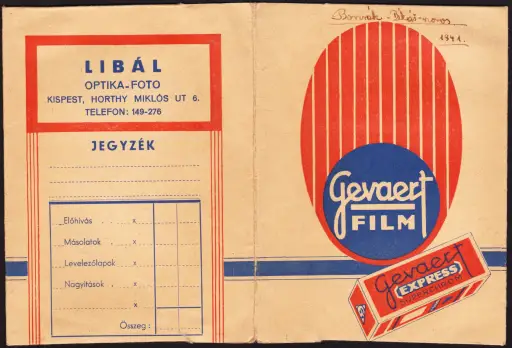 LIBÁL
OPTIKA-FOTO
KISPEST, HORTHY MIKLÓS UT 6.
TELEFON: 149-276
JEGYZÉK
Előhívás . . x
Másolatok . . x
Levelezőlapok . x
Nagyítások . x
x
Összeg:
1941.
Gevaert
FILM
Gevaert
EXPRESS
SUPERCHROM